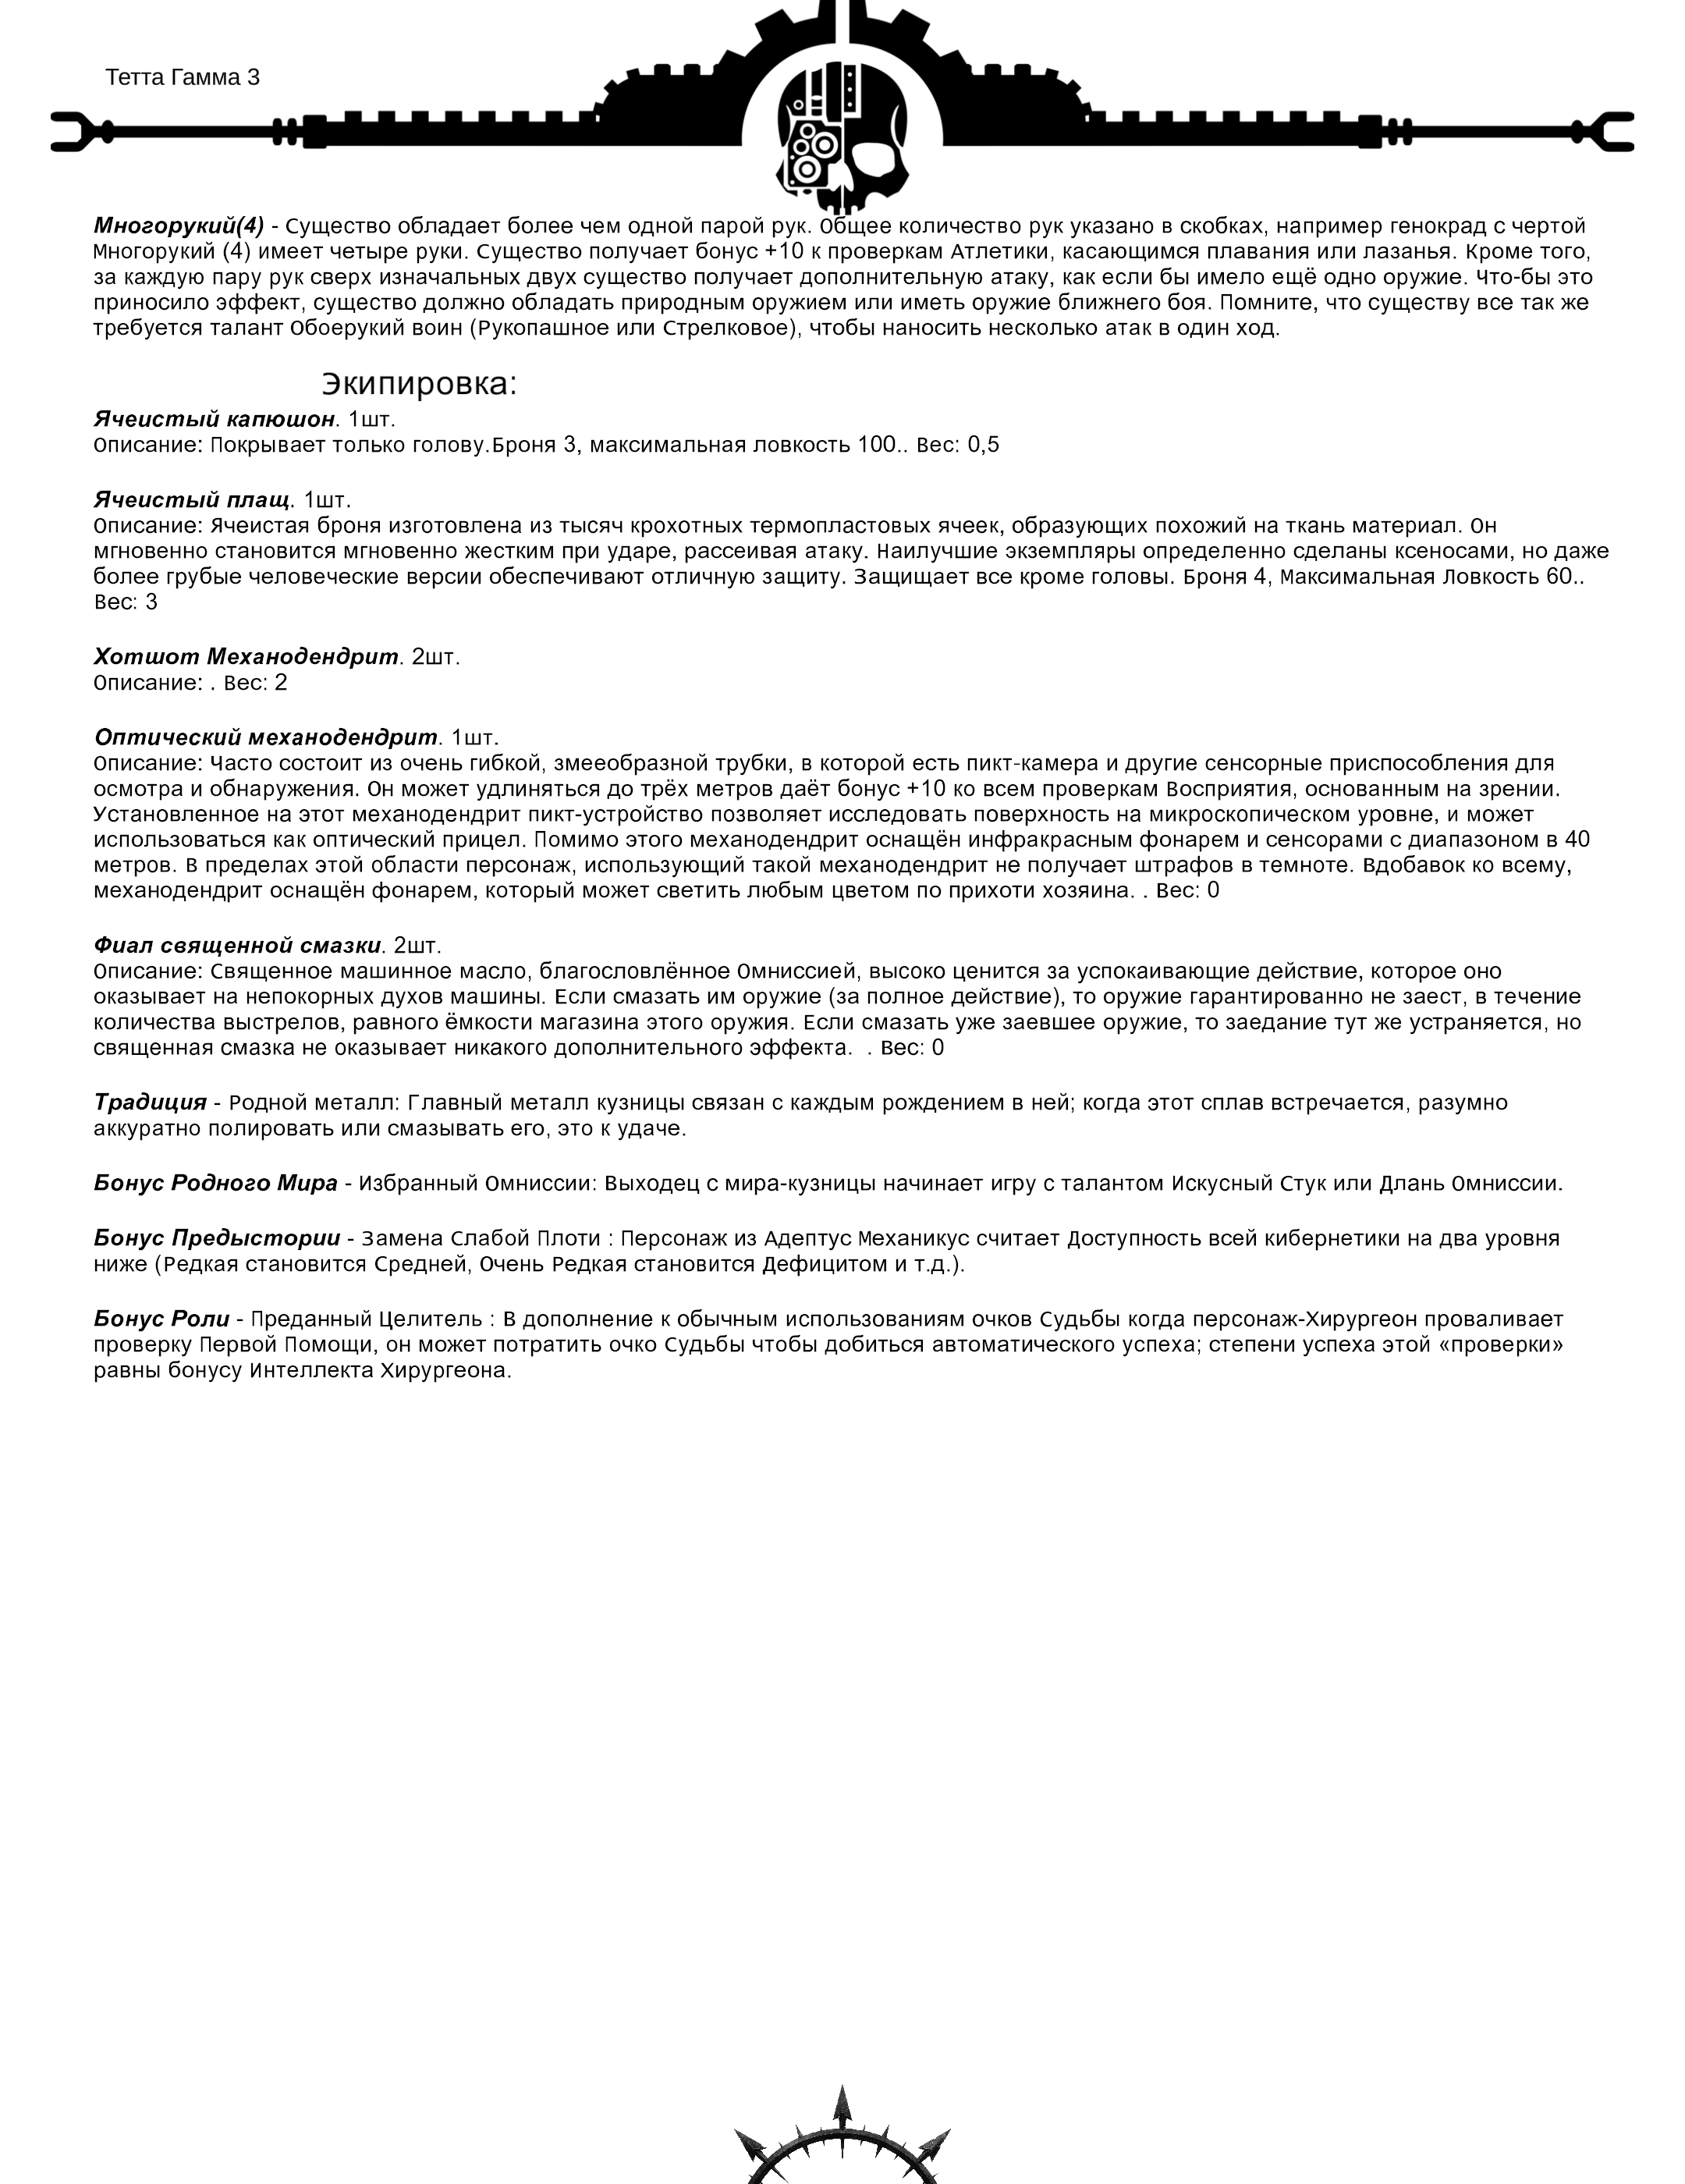 Тетта Гамма 3
Многорукий(4) - Существо обладает более чем одной парой рук. Общее количество рук указано в скобках, например генокрад с чертой
Многорукий (4) имеет четыре руки. Существо получает бонус +10 к проверкам Атлетики, касающимся плавания или лазанья. Кроме того,
за каждую пару рук сверх изначальных двух существо получает дополнительную атаку, как если бы имело ещё одно оружие. Что-бы это
приносило эффект, существо должно обладать природным оружием или иметь оружие ближнего боя. Помните, что существу все так же
требуется талант Обоерукий воин (Рукопашное или Стрелковое), чтобы наносить несколько атак в один ход.
Экипировка:
Ячеистый капюшон. 1шт.
Описание: Покрывает только голову.Броня 3, максимальная ловкость 100.. Вес: 0,5
Ячеистый плащ. 1шт.
Описание: Ячеистая броня изготовлена из тысяч крохотных термопластовых ячеек, образующих похожий на ткань материал. Он
мгновенно становится мгновенно жестким при ударе, рассеивая атаку. Наилучшие экземпляры определенно сделаны ксеносами, но даже
более грубые человеческие версии обеспечивают отличную защиту. Защищает все кроме головы. Броня 4, Максимальная Ловкость 60..
Вес: 3
Хотшот Механодендрит. 2шт.
Описание: . Вес: 2
Оптический механодендрит. 1шт.
Описание: Часто состоит из очень гибкой, змееобразной трубки, в которой есть пикт-камера и другие сенсорные приспособления для
осмотра и обнаружения. Он может удлиняться до трёх метров даёт бонус +10 ко всем проверкам Восприятия, основанным на зрении.
Установленное на этот механодендрит пикт-устройство позволяет исследовать поверхность на микроскопическом уровне, и может
использоваться как оптический прицел. Помимо этого механодендрит оснащён инфракрасным фонарем и сенсорами с диапазоном в 40
метров. В пределах этой области персонаж, использующий такой механодендрит не получает штрафов в темноте. Вдобавок ко всему,
механодендрит оснащён фонарем, который может светить любым цветом по прихоти хозяина. . Вес: 0
Фиал священной смазки. 2шт.
Описание: Священное машинное масло, благословлённое Омниссией, высоко ценится за успокаивающие действие, которое оно
оказывает на непокорных духов машины. Если смазать им оружие (за полное действие), то оружие гарантированно не заест, в течение
количества выстрелов, равного ёмкости магазина этого оружия. Если смазать уже заевшее оружие, то заедание тут же устраняется, но
священная смазка не оказывает никакого дополнительного эффекта.  . Вес: 0
Традиция - Родной металл: Главный металл кузницы связан с каждым рождением в ней; когда этот сплав встречается, разумно
аккуратно полировать или смазывать его, это к удаче.
Бонус Родного Мира - Избранный Омниссии: Выходец с мира-кузницы начинает игру с талантом Искусный Стук или Длань Омниссии.
Бонус Предыстории - Замена Слабой Плоти : Персонаж из Адептус Механикус считает Доступность всей кибернетики на два уровня
ниже (Редкая становится Средней, Очень Редкая становится Дефицитом и т.д.).
Бонус Роли - Преданный Целитель : В дополнение к обычным использованиям очков Судьбы когда персонаж-Хирургеон проваливает
проверку Первой Помощи, он может потратить очко Судьбы чтобы добиться автоматического успеха; степени успеха этой «проверки»
равны бонусу Интеллекта Хирургеона.